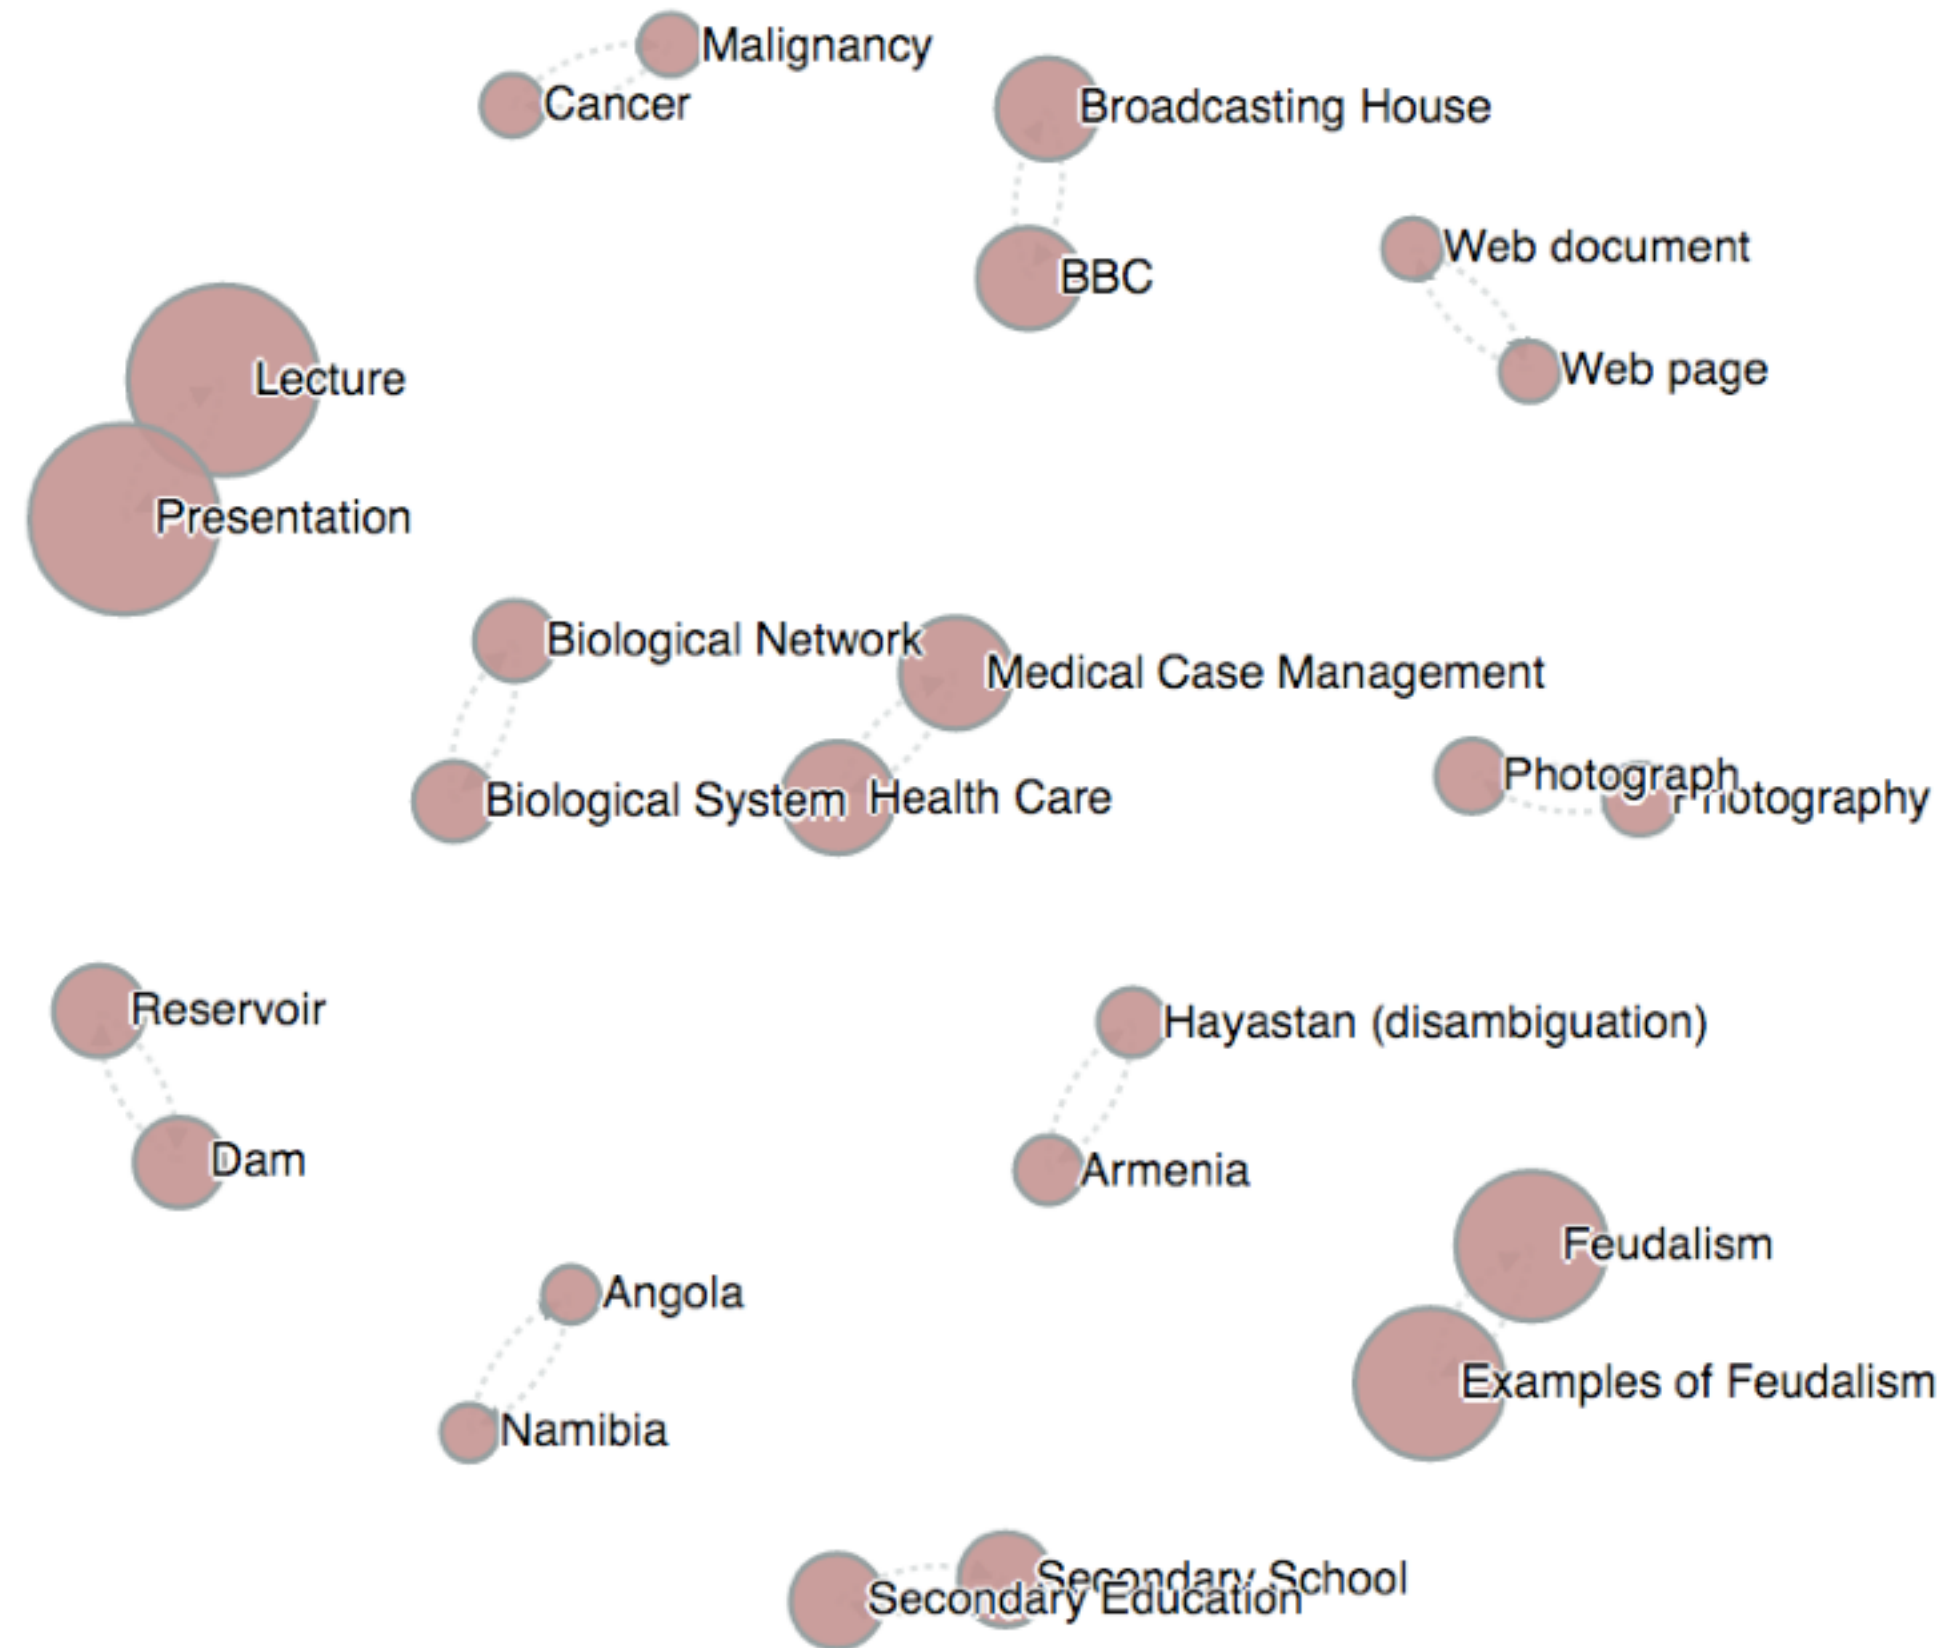 Malignancy
Cancer
Broadcasting House
BBC
Web document
Web page
Lecture
Presentation
Biological Network
Medical Case Management
Biological System
Health Care
Photograph
Photography
Reservoir
Hayastan (disambiguation)
Dam
Armenia
Feudalism
Angola
Examples of Feudalism
Namibia
Secondary School
Secondary Education